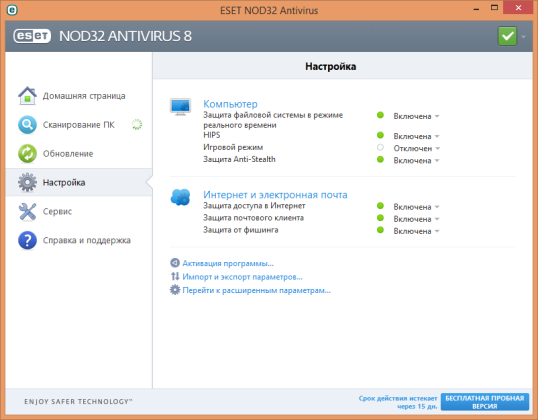 ESET NOD32 Antivirus
eset NOD32 ANTIVIRUS 8
Домашняя страница
Сканирование ПК
Обновление
Настройка
Сервис
Справка и поддержка
Настройка
Компьютер
Защита файловой системы в режиме
реального времени
Включена
HIPS
Включена
Игровой режим
Отключен
Защита Anti-Stealth
Включена
Интернет и электронная почта
Защита доступа в Интернет
Включена
Защита почтового клиента
Включена
Защита от фишинга
Включена
Активация программы...
Импорт и экспорт параметров...
Перейти к расширенным параметрам...
ENJOY SAFER TECHNOLOGY™
Срок действия истекает
через 15 дн.
БЕСПЛАТНАЯ ПРОБНАЯ
ВЕРСИЯ